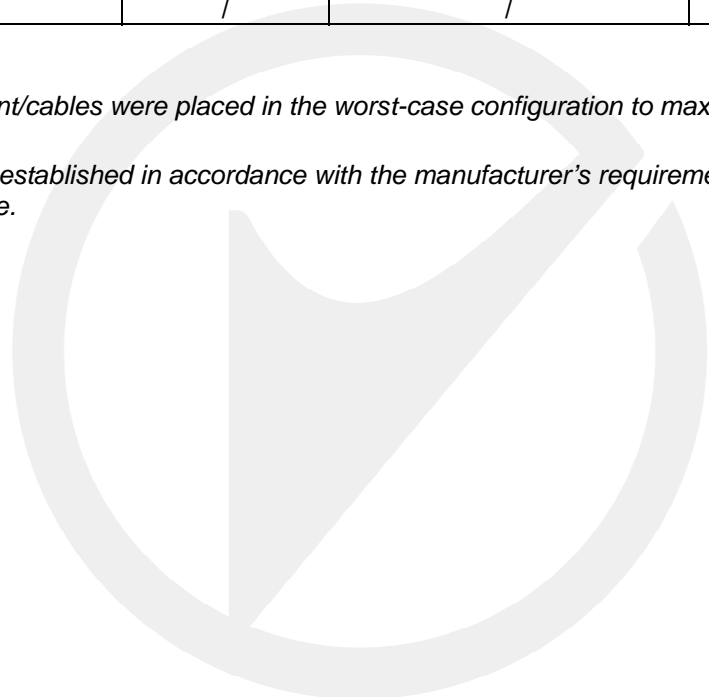 / /
nt/cables were placed in the worst-case configuration to max
established in accordance with the manufacturer’s requireme
e.